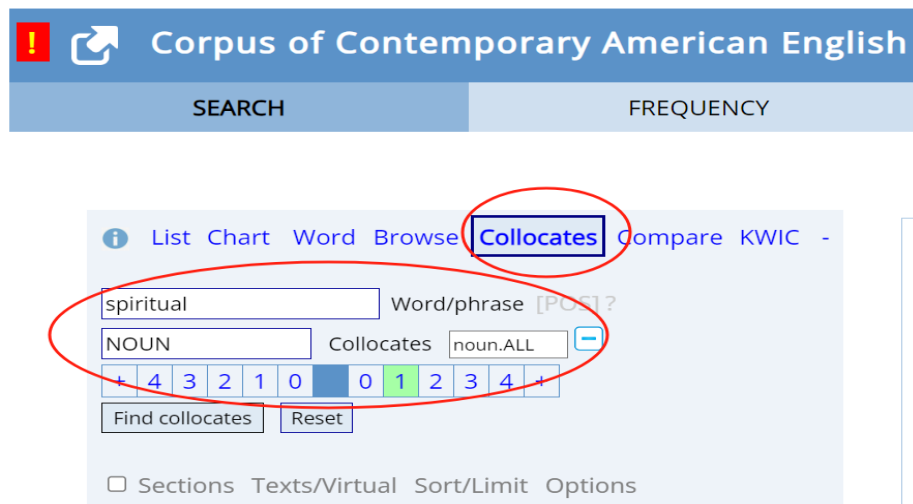 ! Corpus of Contemporary American English
SEARCH FREQUENCY
i List Chart Word Browse Collocates Compare KWIC -
spiritual Word/phrase [POS] ?
NOUN Collocates noun.ALL −
+ 4 3 2 1 0 0 1 2 3 4 +
Find collocates Reset
Sections Texts/Virtual Sort/Limit Options